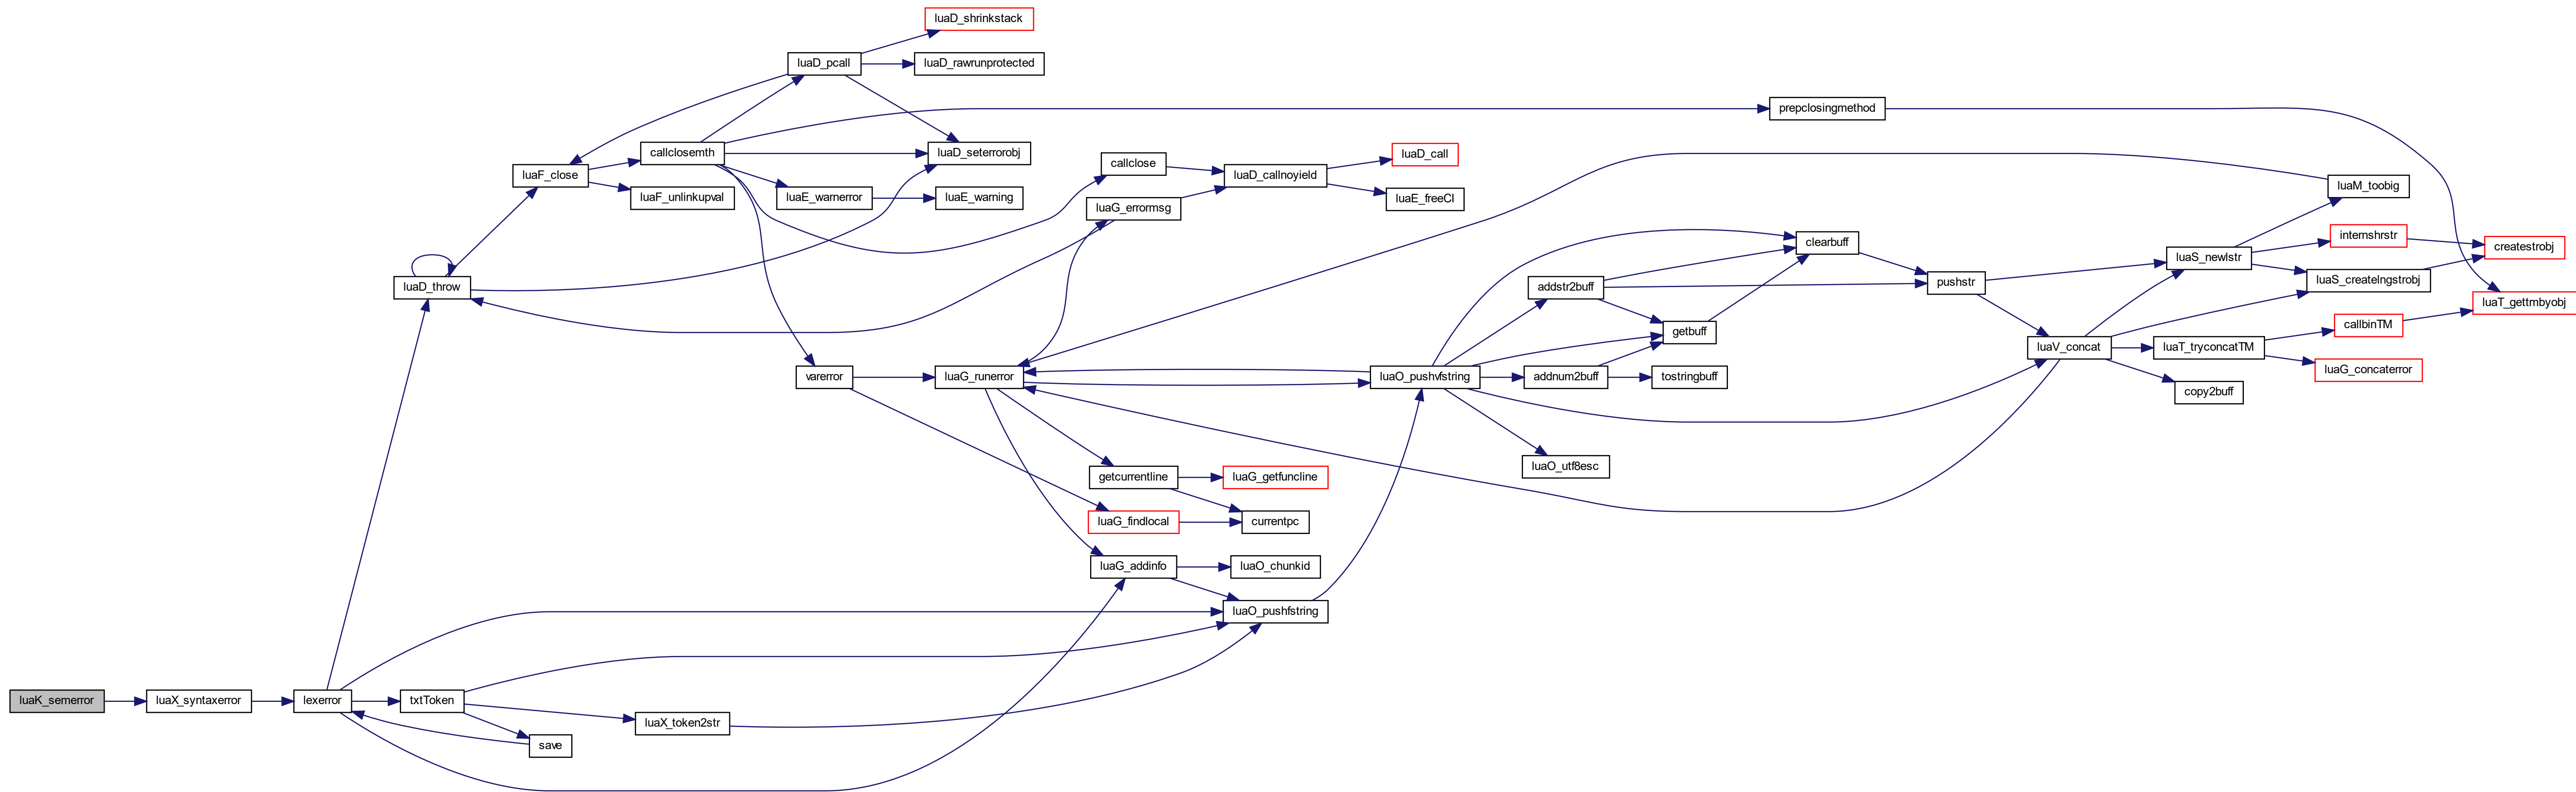 luaD_shrinkstack
luaD_pcall
luaD_rawrunprotected
prepclosingmethod
callclosemth
luaD_seterrorobj
luaD_call
callclose
luaF_close
luaD_callnoyield
luaM_toobig
luaF_unlinkupval
luaE_warnerror
luaE_warning
luaE_freeCI
luaG_errormsg
internshrstr
clearbuff
createstrobj
luaS_newlstr
luaD_throw
addstr2buff
pushstr
luaS_createlngstrobj
luaT_gettmbyobj
callbinTM
getbuff
luaV_concat
luaT_tryconcatTM
varerror
luaG_runerror
luaO_pushvfstring
addnum2buff
tostringbuff
luaG_concaterror
copy2buff
luaO_utf8esc
getcurrentline
luaG_getfuncline
luaG_findlocal
currentpc
luaG_addinfo
luaO_chunkid
luaO_pushfstring
luaK_semerror
luaX_syntaxerror
lexerror
txtToken
luaX_token2str
save